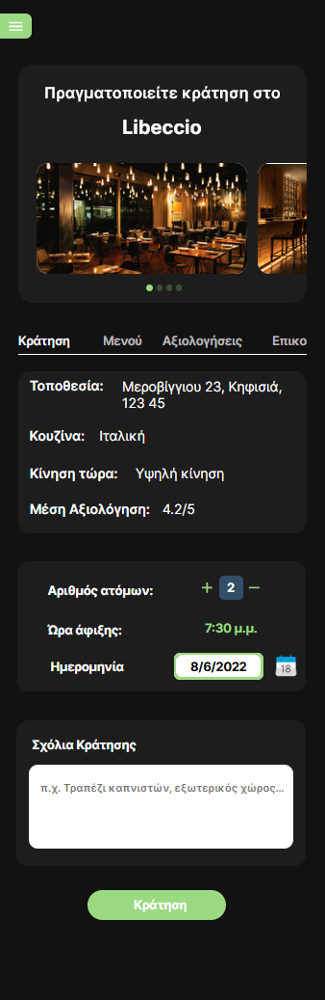 Πραγματοποιείτε κράτηση στο
Libeccio
Κράτηση Μενού Αξιολογήσεις Επικο
Τοποθεσία: Μεροβίγγιου 23, Κηφισιά,
123 45
Κουζίνα: Ιταλική
Κίνηση τώρα: Υψηλή κίνηση
Μέση Αξιολόγηση: 4.2/5
Αριθμός ατόμων: + 2 −
Ώρα άφιξης: 7:30 μ.μ.
Ημερομηνία 8/6/2022 18
Σχόλια Κράτησης
π.χ. Τραπέζι καπνιστών, εξωτερικός χώρος...
Κράτηση